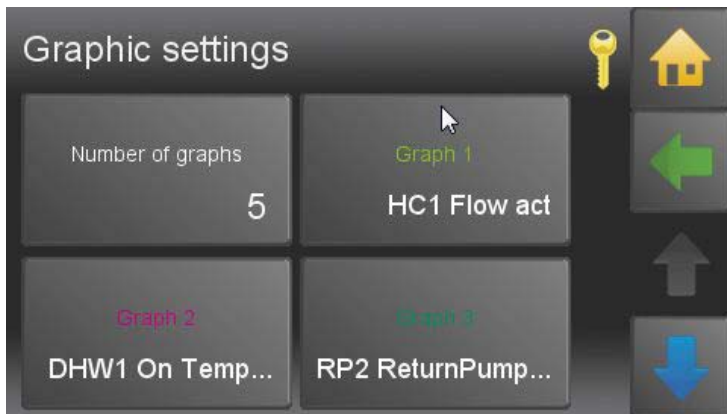 Graphic settings
Number of graphs
5
Graph 1
HC1 Flow act
Graph 2
DHW1 On Temp...
Graph 3
RP2 ReturnPump...